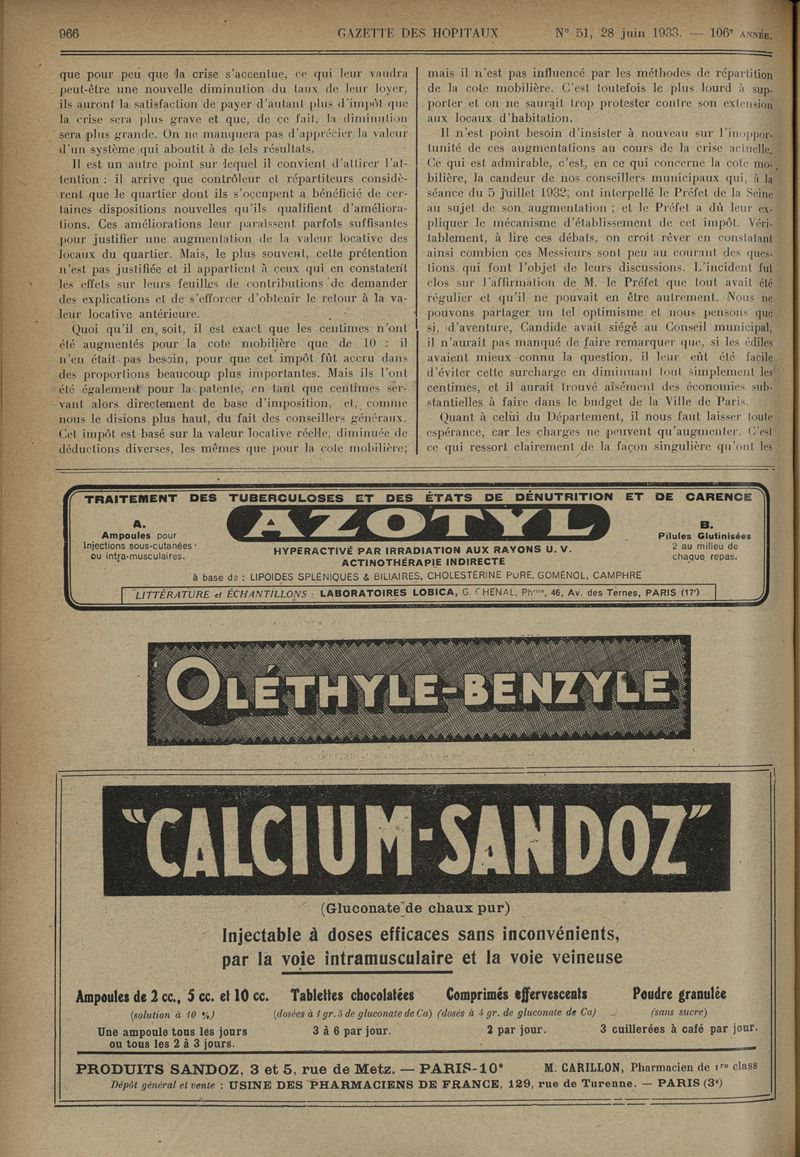 966
GAZETTE DES HOPITAUX
N° 51, 28 juin 1933. — 106e ANNÉE.
que pour peu que la crise s'accentue, ce qui leur vaudra
peut-être une nouvelle diminution du taux de leur loyer,
ils auront la satisfaction de payer d'autant plus d'impôt que
la crise sera plus grave et que, de ce fait, la diminution
sera plus grande. On ne manquera pas d'apprécier la valeur
d'un système qui aboutit à de tels résultats.
Il est un autre point sur lequel il convient d'attirer l'at-
tention : il arrive que contrôleur et répartiteurs considè-
rent que le quartier dont ils s'occupent a bénéficié de cer-
taines dispositions nouvelles qu'ils qualifient d'améliora-
tions. Ces améliorations leur paraissent parfois suffisantes
pour justifier une augmentation de la valeur locative des
locaux du quartier. Mais, le plus souvent, cette prétention
n'est pas justifiée et il appartient à ceux qui en constatent
les effets sur leurs feuilles de contributions de demander
des explications et de s'efforcer d'obtenir le retour à la va-
leur locative antérieure.
Quoi qu'il en soit, il est exact que les centimes n'ont
été augmentés pour la cote mobilière que de 10 : il
n'en était pas besoin, pour que cet impôt fût accru dans
des proportions beaucoup plus importantes. Mais ils l'ont
été également pour la patente, en tant que centimes ser-
vant alors directement de base d'imposition, et, comme
nous le disions plus haut, du fait des conseillers généraux.
Cet impôt est basé sur la valeur locative réelle, diminuée de
déductions diverses, les mêmes que pour la cote mobilière;
mais il n'est pas influencé par les méthodes de répartition
de la cote mobilière. C'est toutefois le plus lourd à sup-
porter et on ne saurait trop protester contre son extension
aux locaux d'habitation.
Il n'est point besoin d'insister à nouveau sur l'inoppor-
tunité de ces augmentations au cours de la crise actuelle.
Ce qui est admirable, c'est, en ce qui concerne la cote mo-
bilière, la candeur de nos conseillers municipaux qui, à la
séance du 5 juillet 1932, ont interpellé le Préfet de la Seine
au sujet de son augmentation ; et le Préfet a dû leur ex-
pliquer le mécanisme d'établissement de cet impôt. Véri-
tablement, à lire ces débats, on croit rêver en constatant
ainsi combien ces Messieurs sont peu au courant des ques-
tions qui font l'objet de leurs discussions. L'incident fut
clos sur l'affirmation de M. le Préfet que tout avait été
régulier et qu'il ne pouvait en être autrement. Nous ne
pouvons partager un tel optimisme et nous pensons que
si, d'aventure, Candide avait siégé au Conseil municipal,
il n'aurait pas manqué de faire remarquer que, si les édiles
avaient mieux connu la question, il leur eût été facile
d'éviter cette surcharge en diminuant tout simplement les
centimes, et il aurait trouvé aisément des économies sub-
stantielles à faire dans le budget de la Ville de Paris.
Quant à celui du Département, il nous faut laisser toute
espérance, car les charges ne peuvent qu'augmenter. C'est
ce qui ressort clairement de la façon singulière qu'ont les
TRAITEMENT DES TUBERCULOSES ET DES ÉTATS DE DÉNUTRITION ET DE CARENCE
A.
Ampoules pour
Injections sous-cutanées
ou intra-musculaires.
AZOTYL
HYPERACTIVÉ PAR IRRADIATION AUX RAYONS U. V.
ACTINOTHÉRAPIE INDIRECTE
B.
Pilules Glutinisées
2 au milieu de
chaque repas.
à base de : LIPOIDES SPLÉNIQUES & BILIAIRES, CHOLESTÉRINE PURE, GOMÉNOL, CAMPHRE
LITTÉRATURE et ÉCHANTILLONS : LABORATOIRES LOBICA, G. CHENAL, Phcien, 46, Av. des Ternes, PARIS (17e)
OLÉTHYLE-BENZYLE
"CALCIUM-SANDOZ"
(Gluconate de chaux pur)
Injectable à doses efficaces sans inconvénients,
par la voie intramusculaire et la voie veineuse
Ampoules de 2 cc., 5 cc. et 10 cc.
(solution à 10 %)
Une ampoule tous les jours
ou tous les 2 à 3 jours.
Tablettes chocolatées
(dosées à 1 gr. 5 de gluconate de Ca)
3 à 6 par jour.
Comprimés effervescents
(dosés à 4 gr. de gluconate de Ca)
2 par jour.
Poudre granulée
(sans sucre)
3 cuillerées à café par jour.
PRODUITS SANDOZ, 3 et 5, rue de Metz. — PARIS-10e M. CARILLON, Pharmacien de 1re class
Dépôt général et vente : USINE DES PHARMACIENS DE FRANCE, 129, rue de Turenne. — PARIS (3e)